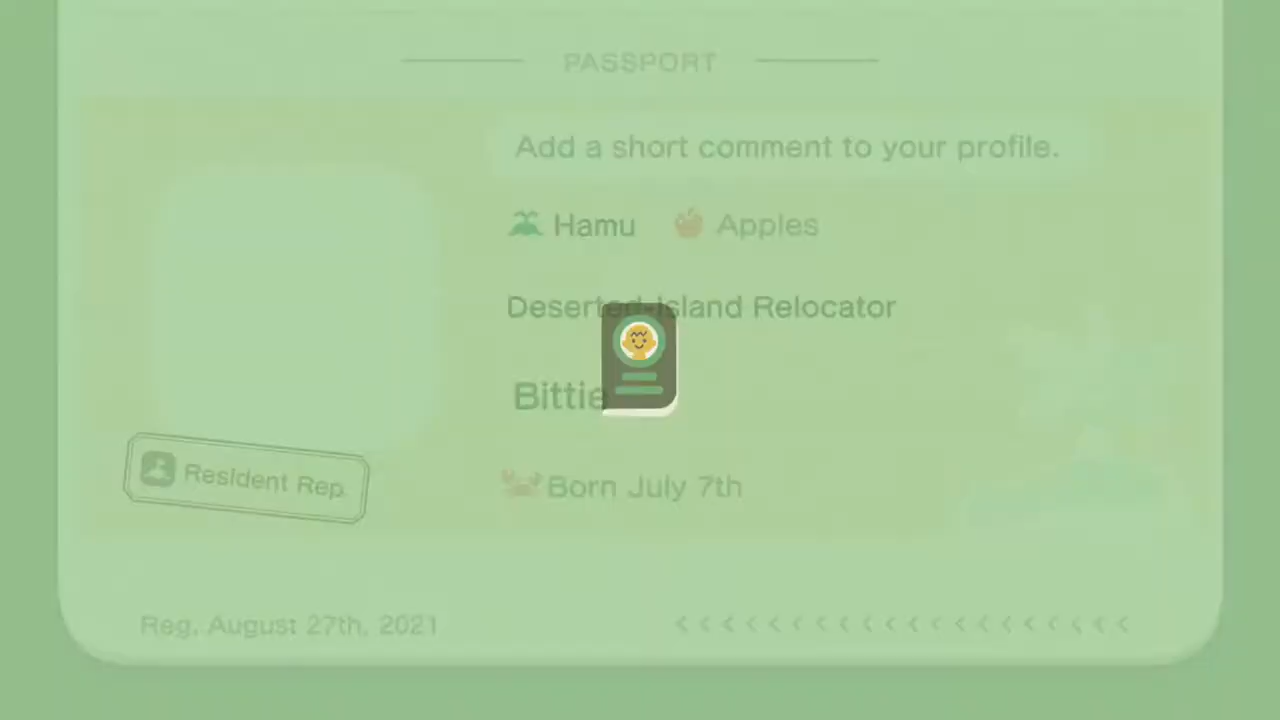 PASSPORT
Add a short comment to your profile.
Hamu Apples
Deserted-Island Relocator
Bittie
Born July 7th
Resident Rep.
Reg. August 27th, 2021
<<<<<<<<<<<<<<<<<<<<